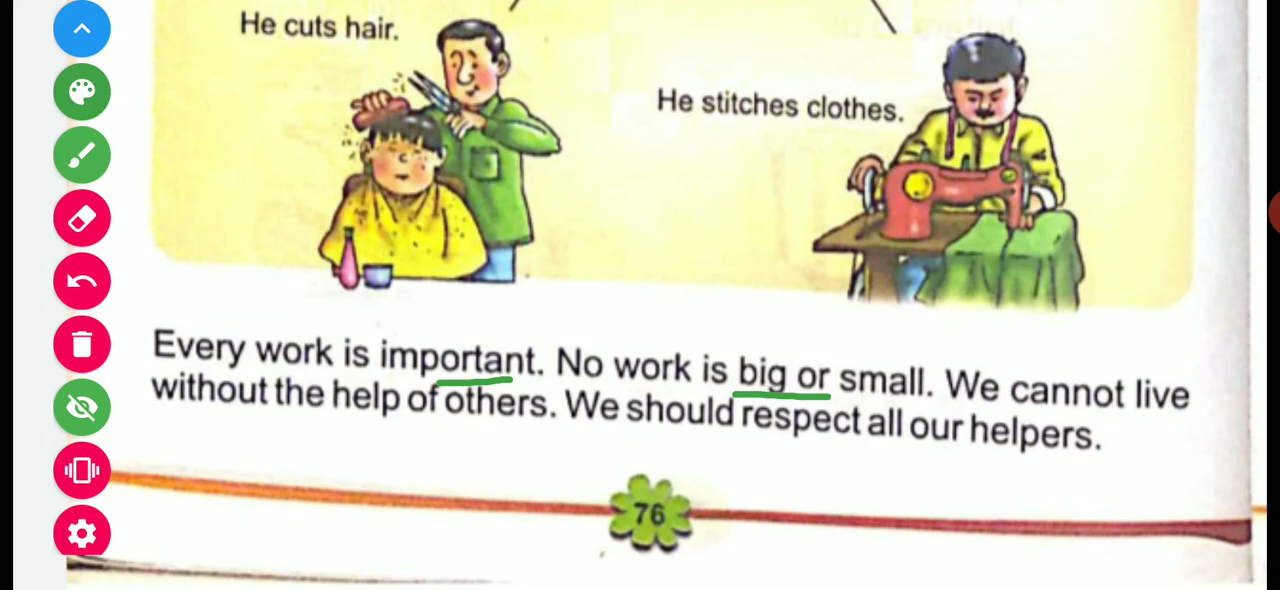 He cuts hair.
He stitches clothes.
Every work is important. No work is big or small. We cannot live
without the help of others. We should respect all our helpers.
76